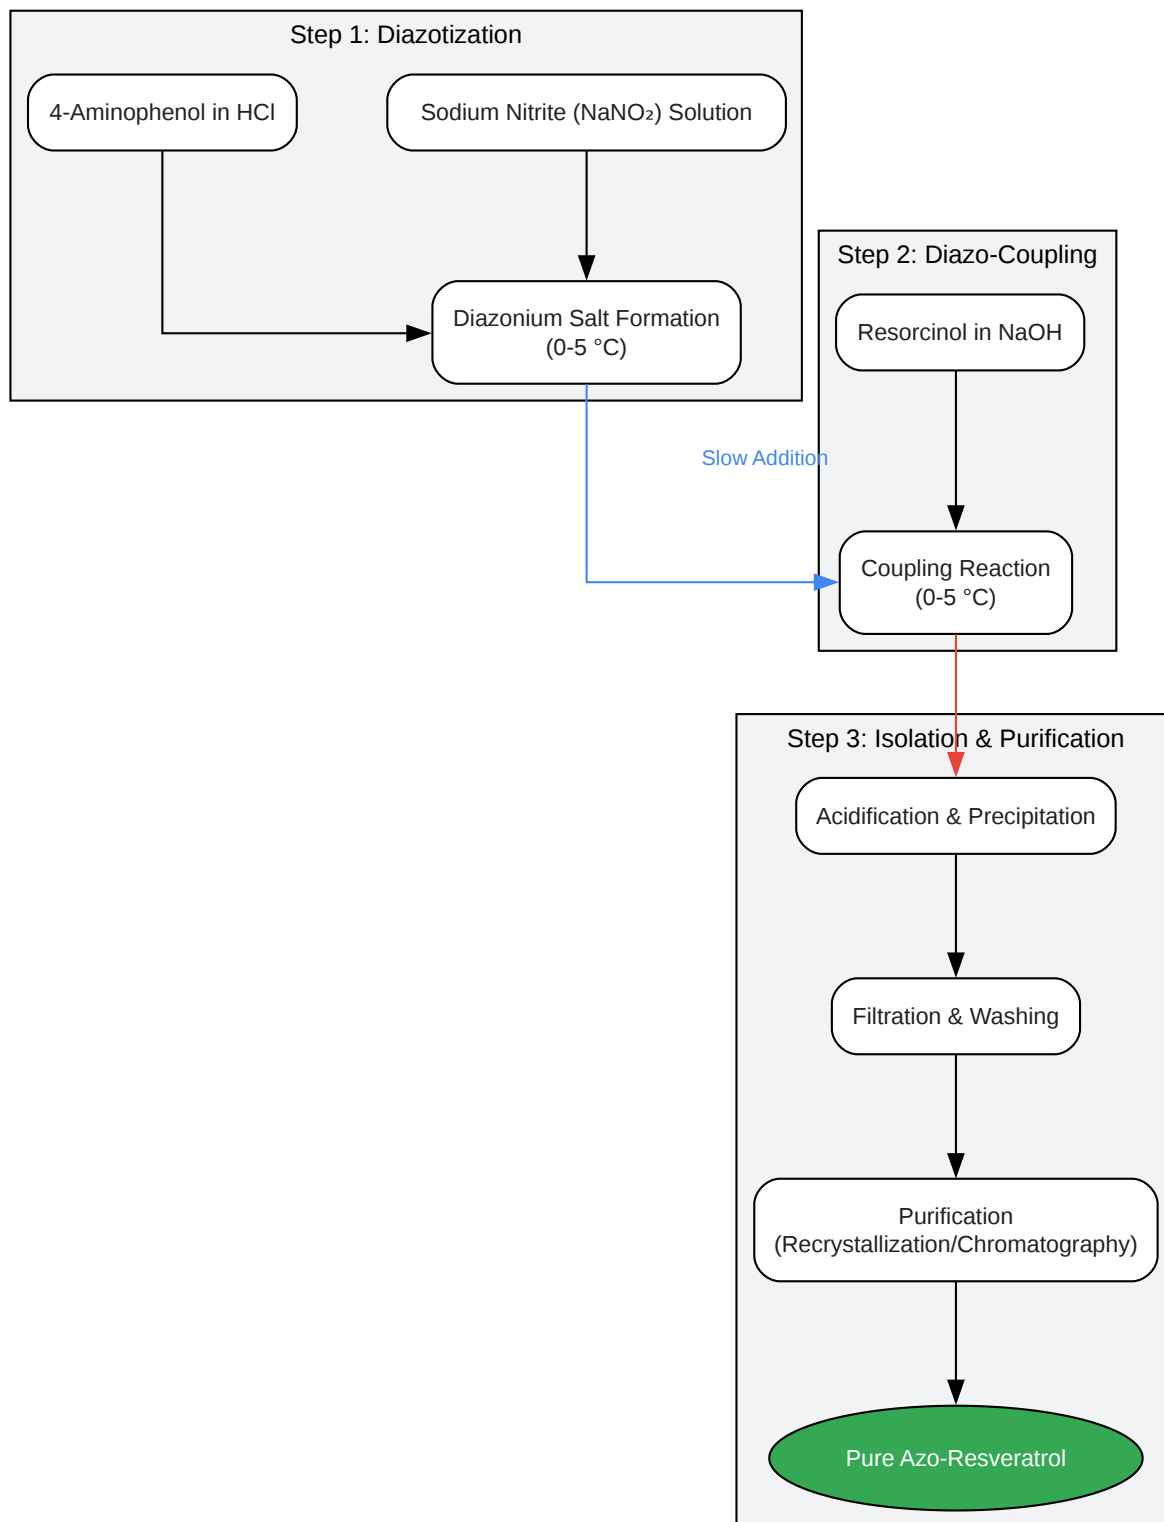 Step 1: Diazotization
4-Aminophenol in HCl
Sodium Nitrite (NaNO₂) Solution
Diazonium Salt Formation
(0-5 °C)
Step 2: Diazo-Coupling
Resorcinol in NaOH
Slow Addition
Coupling Reaction
(0-5 °C)
Step 3: Isolation & Purification
Acidification & Precipitation
Filtration & Washing
Purification
(Recrystallization/Chromatography)
Pure Azo-Resveratrol